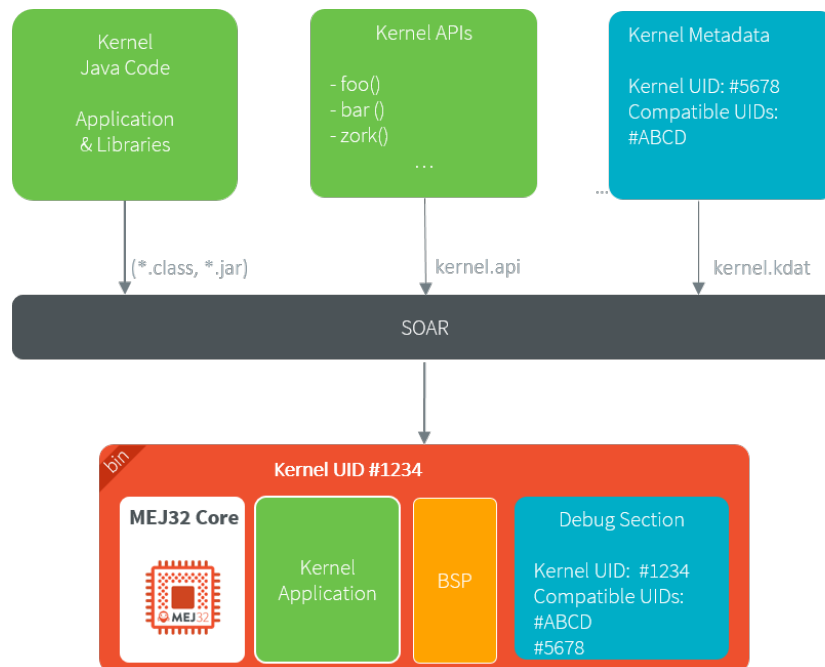 Kernel
Java Code
Application
& Libraries
Kernel APIs
- foo()
- bar ()
- zork()
...
Kernel Metadata
Kernel UID: #5678
Compatible UIDs:
#ABCD
...
(*.class, *.jar)
kernel.api
kernel.kdat
SOAR
bin
Kernel UID #1234
MEJ32 Core
MEJ32
Kernel
Application
BSP
Debug Section
Kernel UID: #1234
Compatible UIDs:
#ABCD
#5678